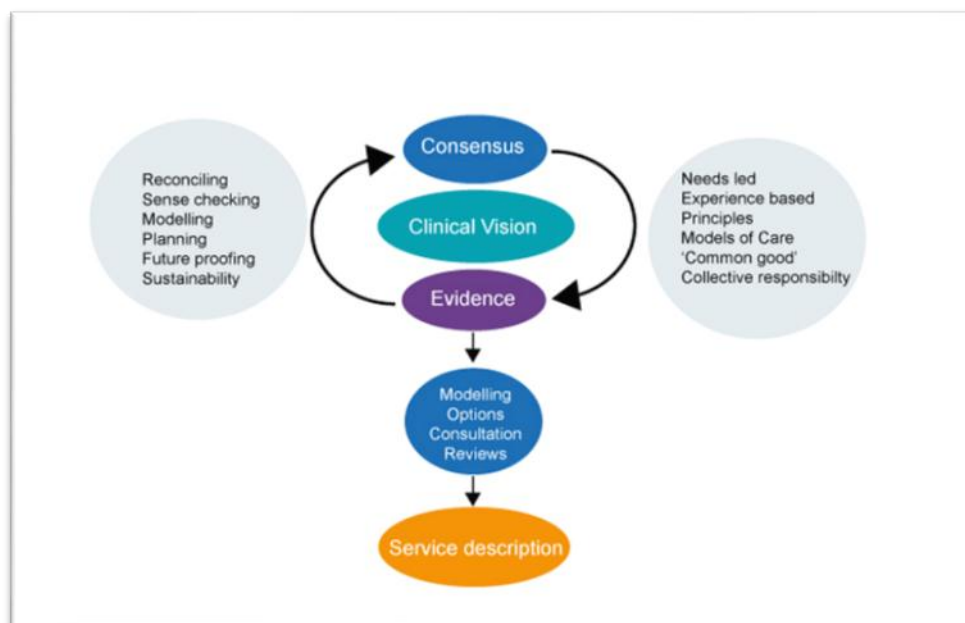 Consensus
Clinical Vision
Evidence
Reconciling
Sense checking
Modelling
Planning
Future proofing
Sustainability
Needs led
Experience based
Principles
Models of Care
‘Common good’
Collective responsibilty
Modelling
Options
Consultation
Reviews
Service description